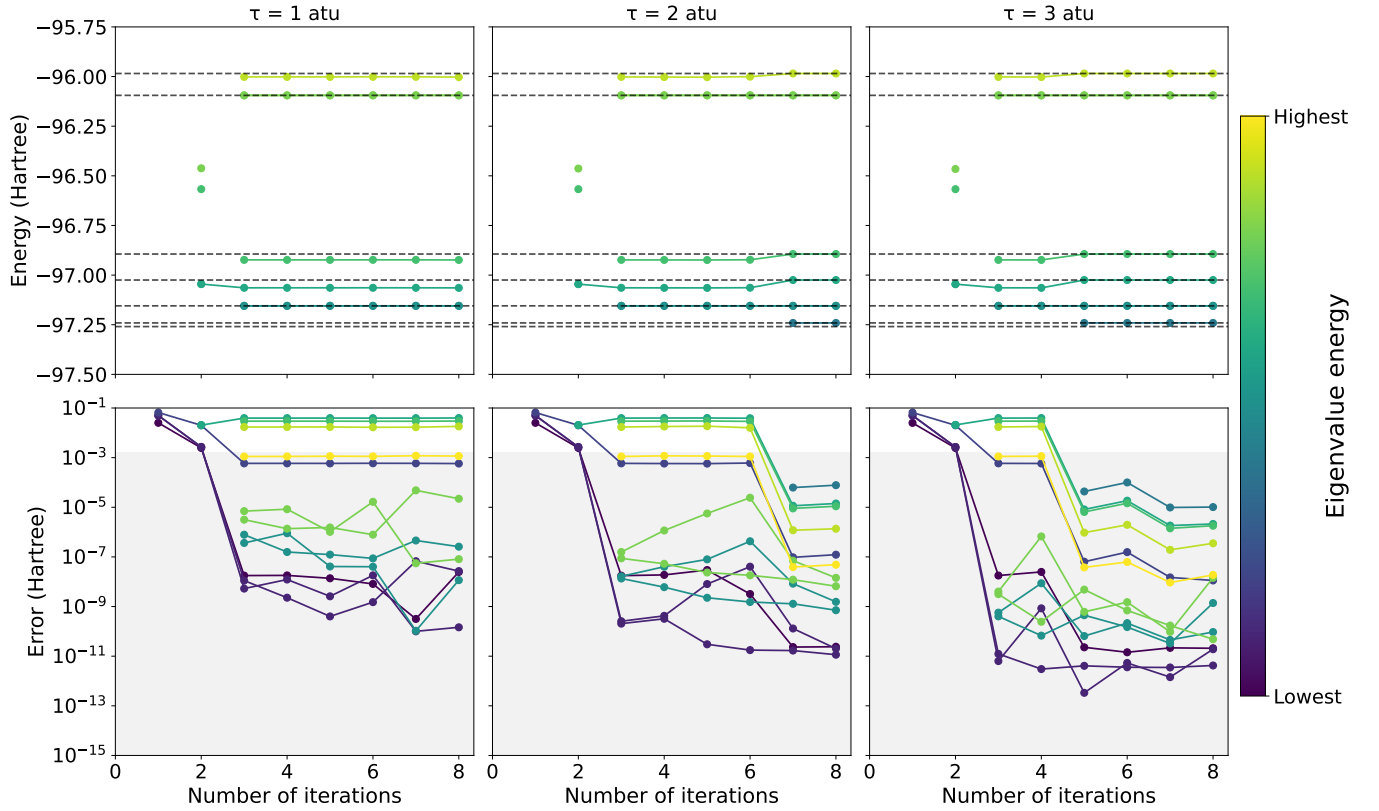 τ = 1 atu
τ = 2 atu
τ = 3 atu
Energy (Hartree)
−95.75
−96.00
−96.25
−96.50
−96.75
−97.00
−97.25
−97.50
Error (Hartree)
10⁻¹
10⁻³
10⁻⁵
10⁻⁷
10⁻⁹
10⁻¹¹
10⁻¹³
10⁻¹⁵
0 2 4 6 8
0 2 4 6 8
0 2 4 6 8
Number of iterations
Number of iterations
Number of iterations
Highest
Lowest
Eigenvalue energy